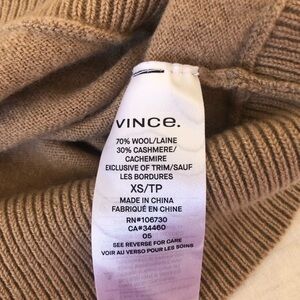 VINCE.
70% WOOL/LAINE
30% CASHMERE/
CACHEMIRE
EXCLUSIVE OF TRIM/SAUF
LES BORDURES
XS/TP
MADE IN CHINA
FABRIQUÉ EN CHINE
RN#106730
CA#34460
05
SEE REVERSE FOR CARE
VOIR AU VERSO POUR LES SOINS